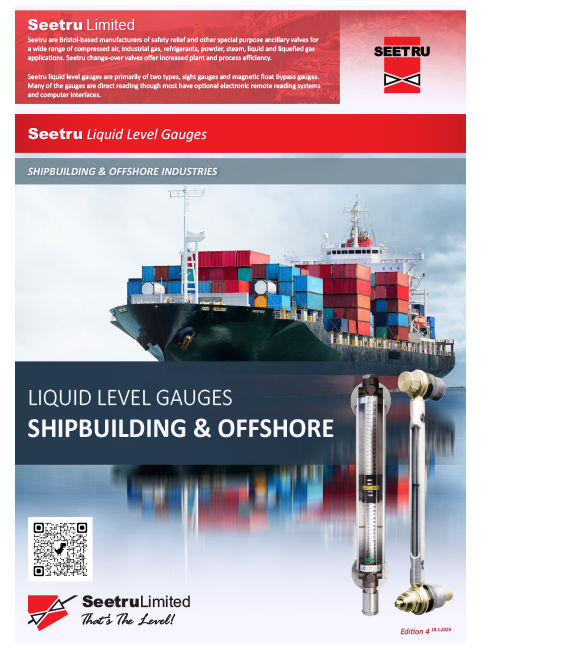 Seetru Limited
Seetru are Bristol-based manufacturers of safety relief and other special purpose ancillary valves for
a wide range of compressed air, industrial gas, refrigerants, powder, steam, liquid and liquefied gas
applications. Seetru change-over valves offer increased plant and process efficiency.
Seetru liquid level gauges are primarily of two types, sight gauges and magnetic float bypass gauges.
Many of the gauges are direct reading though most have optional electronic remote reading systems
and computer interfaces.
SEETRU
Seetru Liquid Level Gauges
SHIPBUILDING & OFFSHORE INDUSTRIES
LIQUID LEVEL GAUGES
SHIPBUILDING & OFFSHORE
SeetruLimited
That's The Level!
Edition 4 18.1.2024